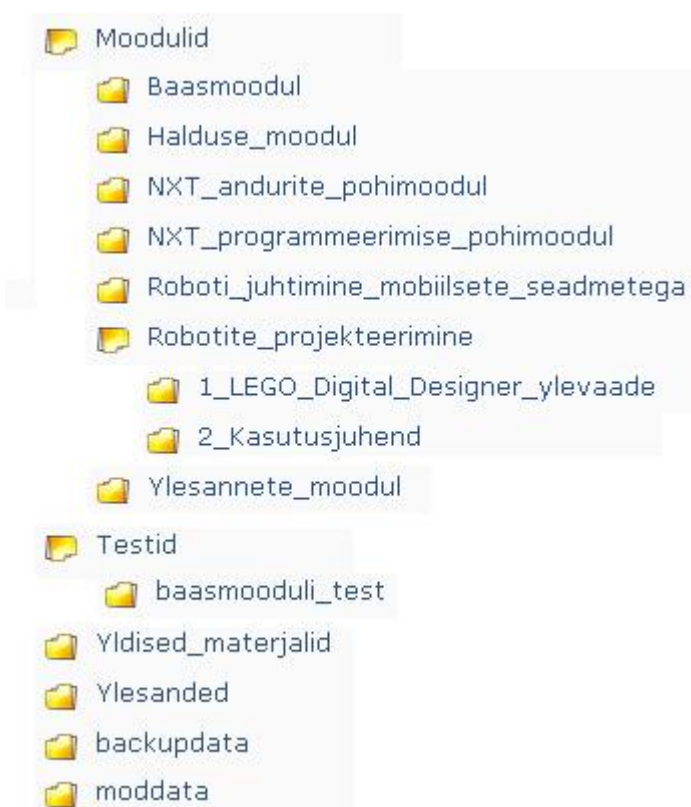 Moodulid
Baasmoodul
Halduse_moodul
NXT_andurite_pohimoodul
NXT_programmeerimise_pohimoodul
Roboti_juhtimine_mobiilsete_seadmetega
Robotite_projekteerimine
1_LEGO_Digital_Designer_ylevaade
2_Kasutusjuhend
Ylesannete_moodul
Testid
baasmooduli_test
Yldised_materjalid
Ylesanded
backupdata
moddata